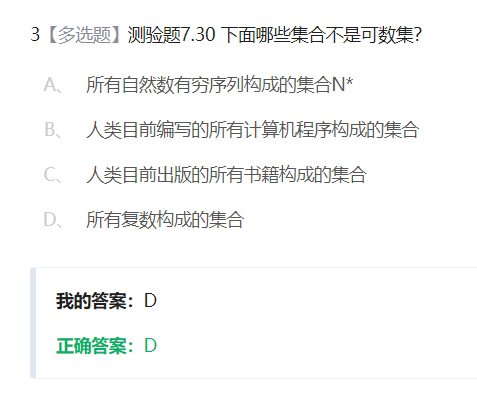 3【多选题】测验题7.30 下面哪些集合不是可数集？
A、 所有自然数有穷序列构成的集合N*
B、 人类目前编写的所有计算机程序构成的集合
C、 人类目前出版的所有书籍构成的集合
D、 所有复数构成的集合
我的答案：D
正确答案：D